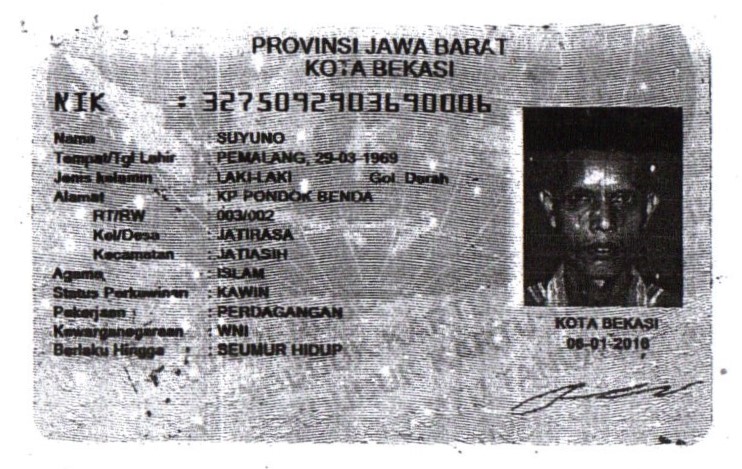 PROVINSI JAWA BARAT
KOTA BEKASI
NIK : 3275092903690006
Nama : SUYUNO
Tempat/Tgl Lahir : PEMALANG, 29-03-1969
Jenis kelamin : LAKI-LAKI Gol. Darah -
Alamat : KP PONDOK BENDA
RT/RW : 003/002
Kel/Desa : JATIRASA
Kecamatan : JATIASIH
Agama : ISLAM
Status Perkawinan : KAWIN
Pekerjaan : PERDAGANGAN
Kewarganegaraan : WNI
Berlaku Hingga : SEUMUR HIDUP
KOTA BEKASI
06-01-2016